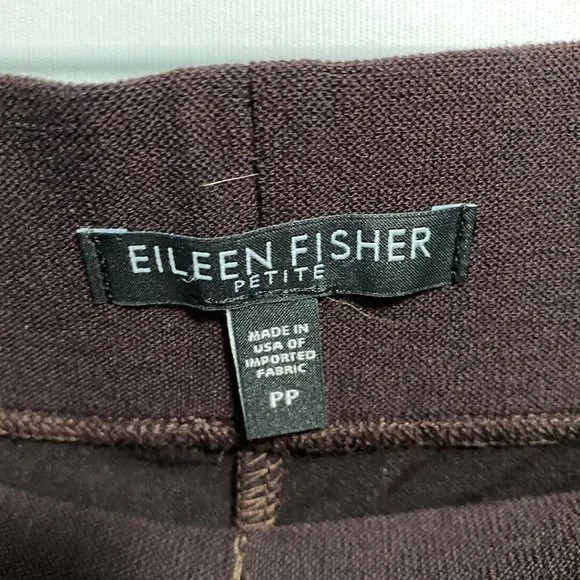 EILEEN FISHER
PETITE
MADE IN
USA OF
IMPORTED
FABRIC
PP